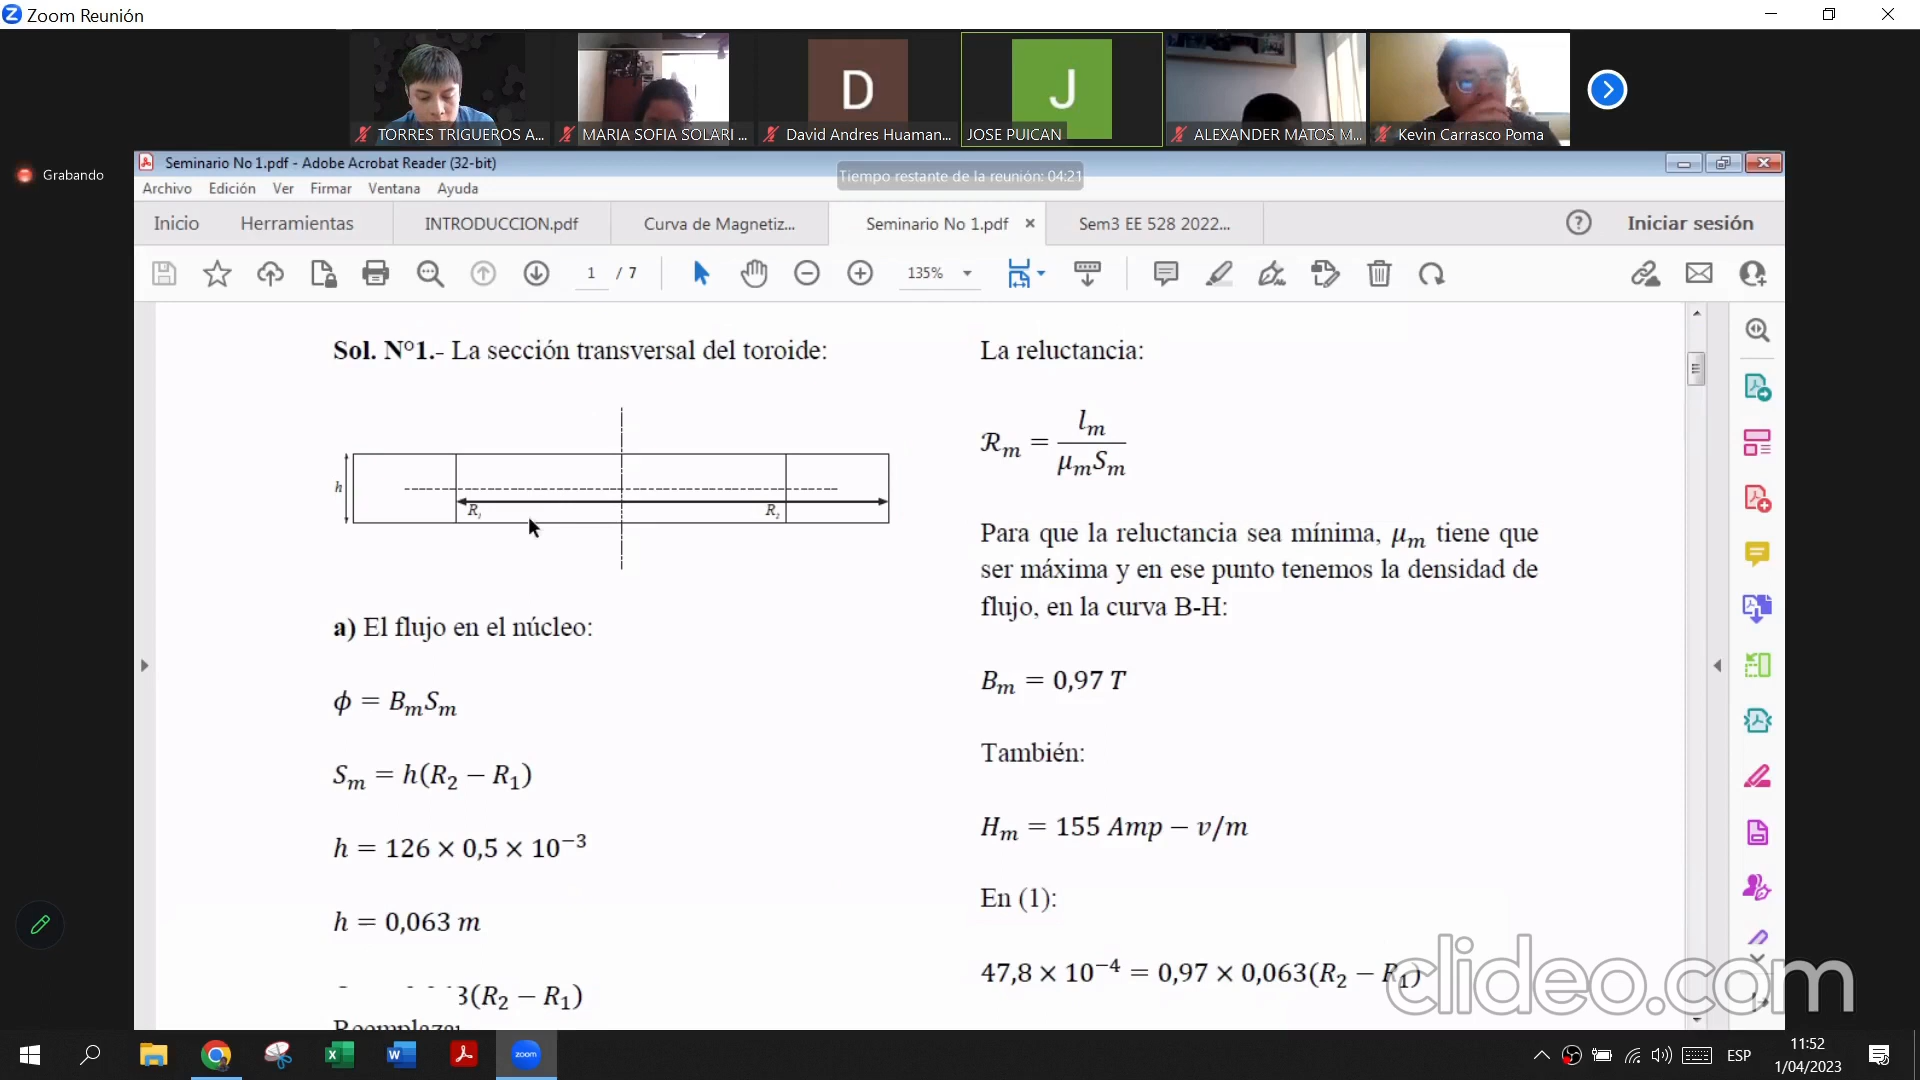 Zoom Reunión
D
J
TORRES TRIGUEROS A...
MARIA SOFIA SOLARI ...
David Andres Huaman...
JOSE PUICAN
ALEXANDER MATOS M...
Kevin Carrasco Poma
Grabando
Seminario No 1.pdf - Adobe Acrobat Reader (32-bit)
Tiempo restante de la reunión: 04:21
Archivo Edición Ver Firmar Ventana Ayuda
Inicio Herramientas INTRODUCCION.pdf Curva de Magnetiz... Seminario No 1.pdf × Sem3 EE 528 2022... Iniciar sesión
1 / 7 135%
Sol. N°1.- La sección transversal del toroide:
h
R₁ R₂
a) El flujo en el núcleo:
ϕ = BₘSₘ
Sₘ = h(R₂ − R₁)
h = 126 × 0,5 × 10⁻³
h = 0,063 m
3(R₂ − R₁)
La reluctancia:
ℛₘ = lₘ / μₘSₘ
Para que la reluctancia sea mínima, μₘ tiene que
ser máxima y en ese punto tenemos la densidad de
flujo, en la curva B-H:
Bₘ = 0,97 T
También:
Hₘ = 155 Amp − v/m
En (1):
47,8 × 10⁻⁴ = 0,97 × 0,063(R₂ − R₁)
clideo.com
zoom
ESP
11:52
1/04/2023